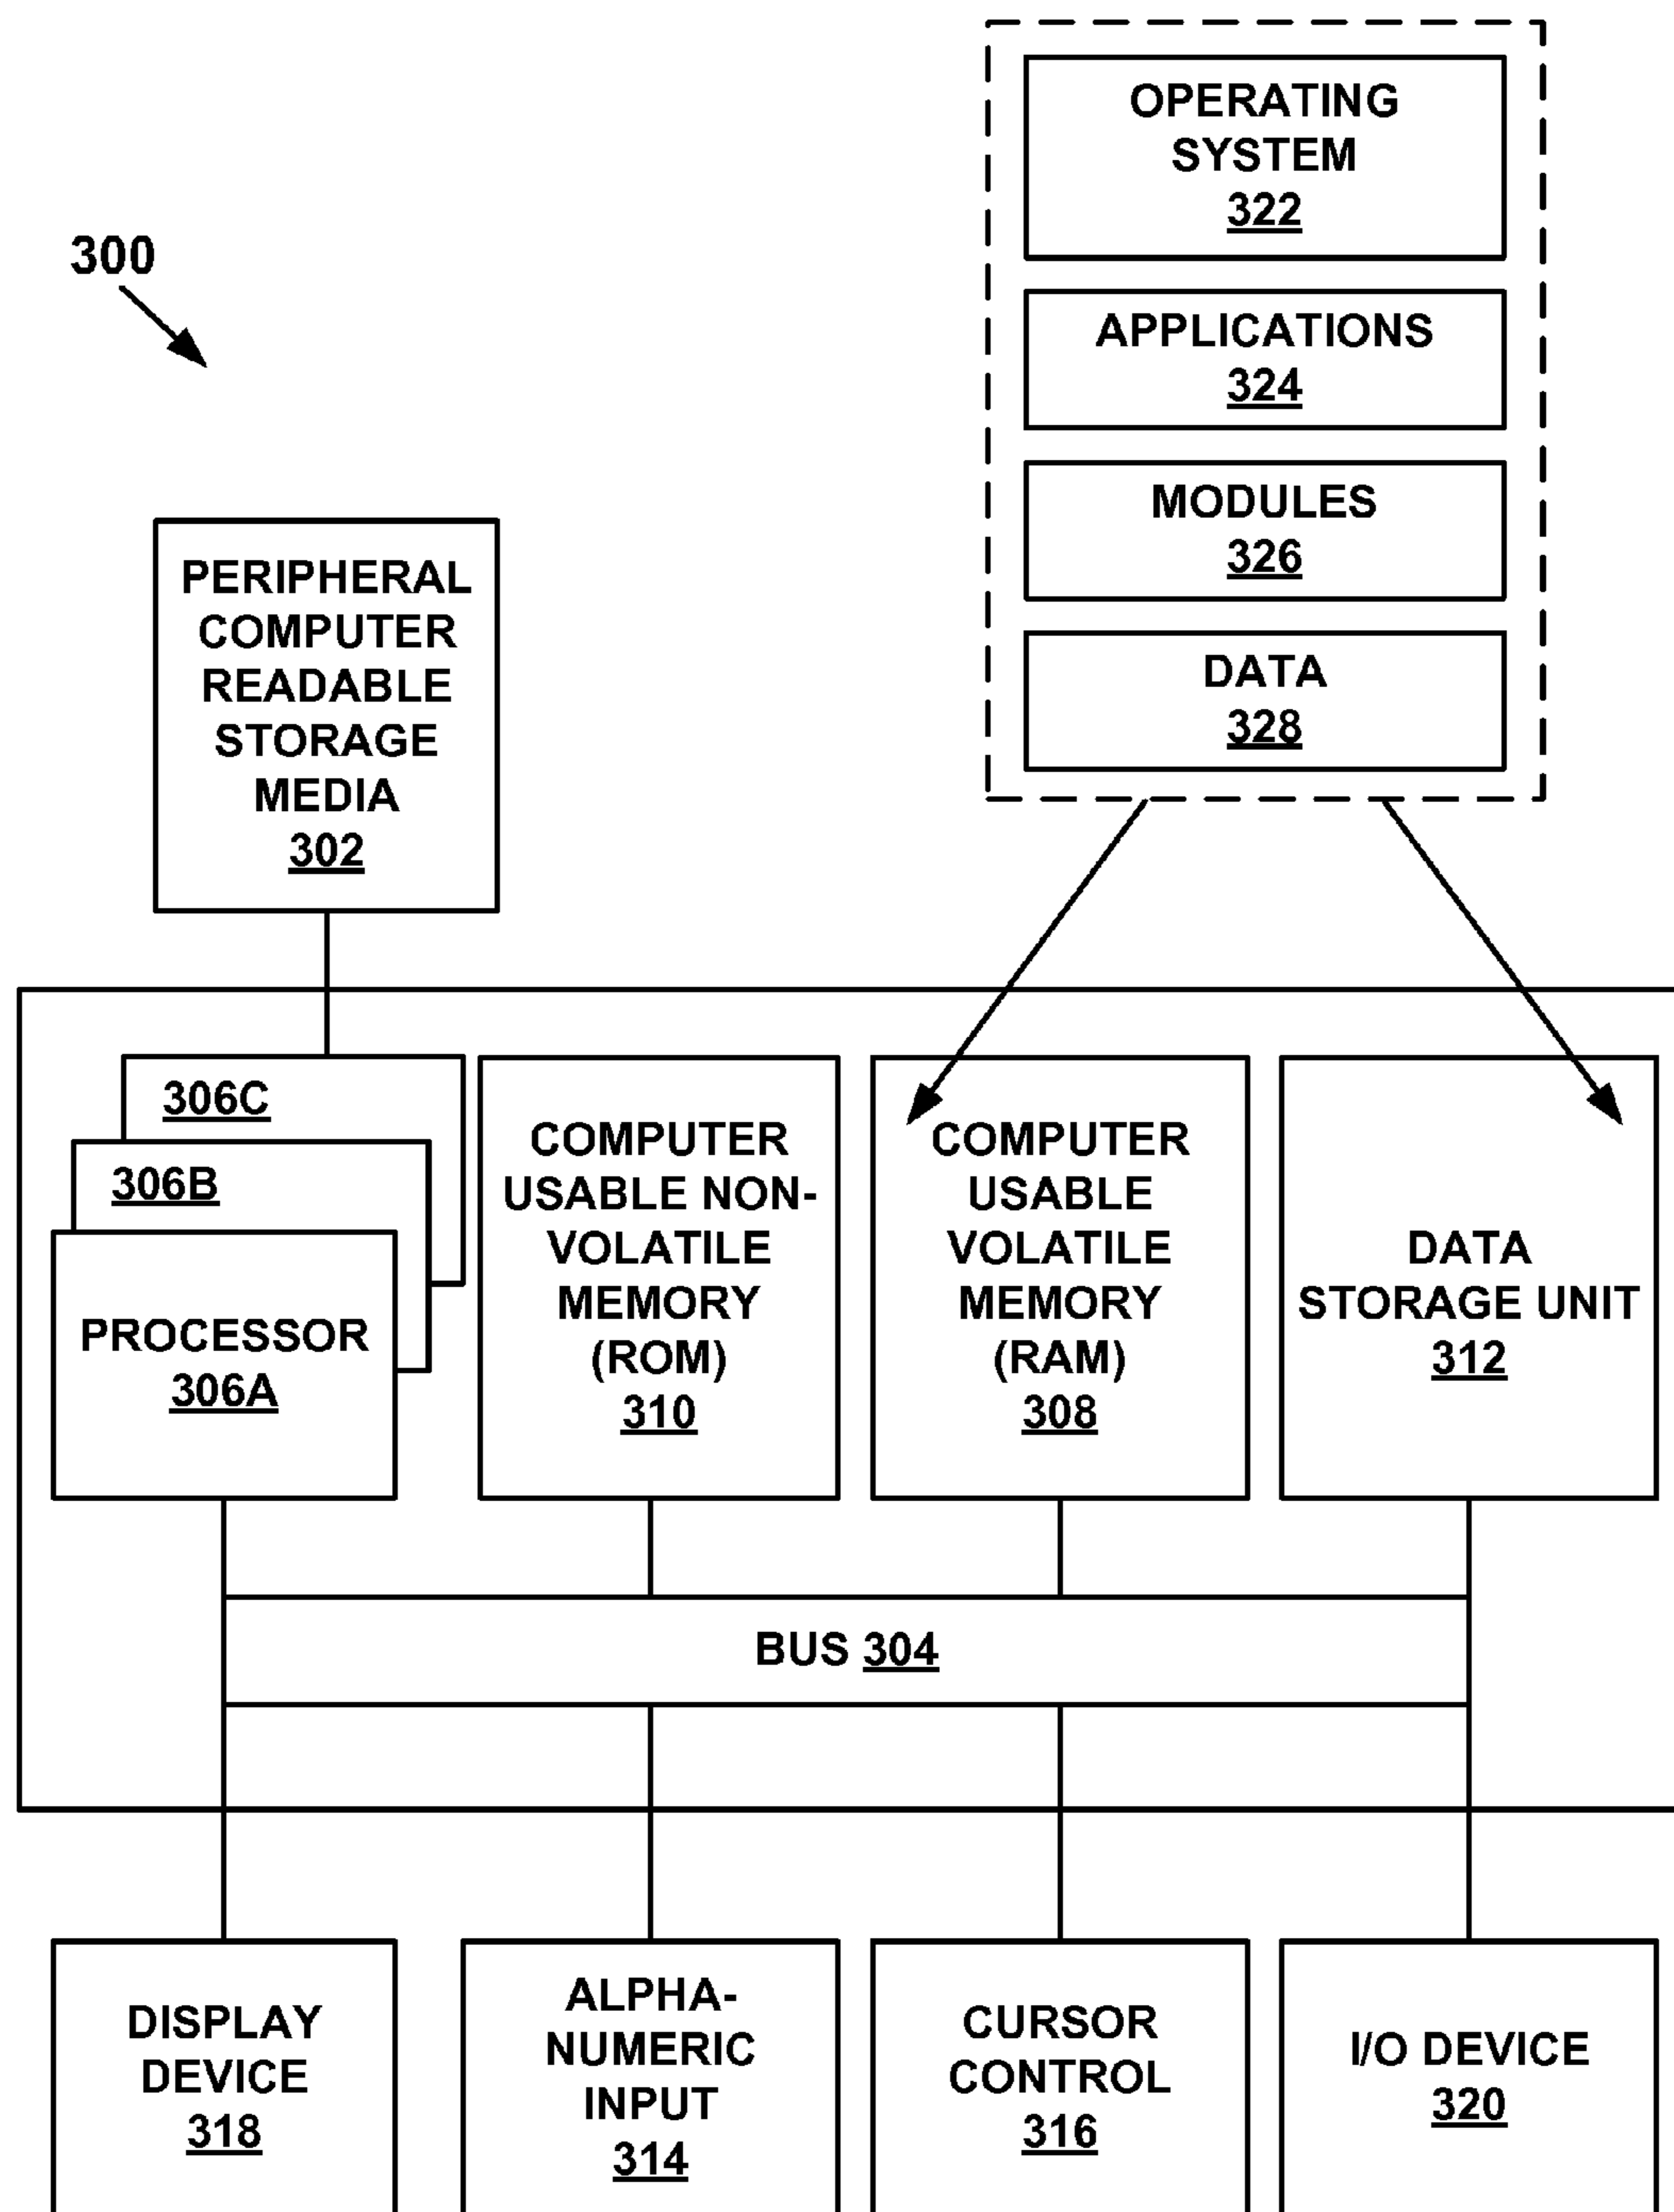 300
OPERATING
SYSTEM
322
APPLICATIONS
324
MODULES
326
DATA
328
PERIPHERAL
COMPUTER
READABLE
STORAGE
MEDIA
302
306C
306B
PROCESSOR
306A
COMPUTER
USABLE NON-
VOLATILE
MEMORY
(ROM)
310
COMPUTER
USABLE
VOLATILE
MEMORY
(RAM)
308
DATA
STORAGE UNIT
312
BUS 304
DISPLAY
DEVICE
318
ALPHA-
NUMERIC
INPUT
314
CURSOR
CONTROL
316
I/O DEVICE
320